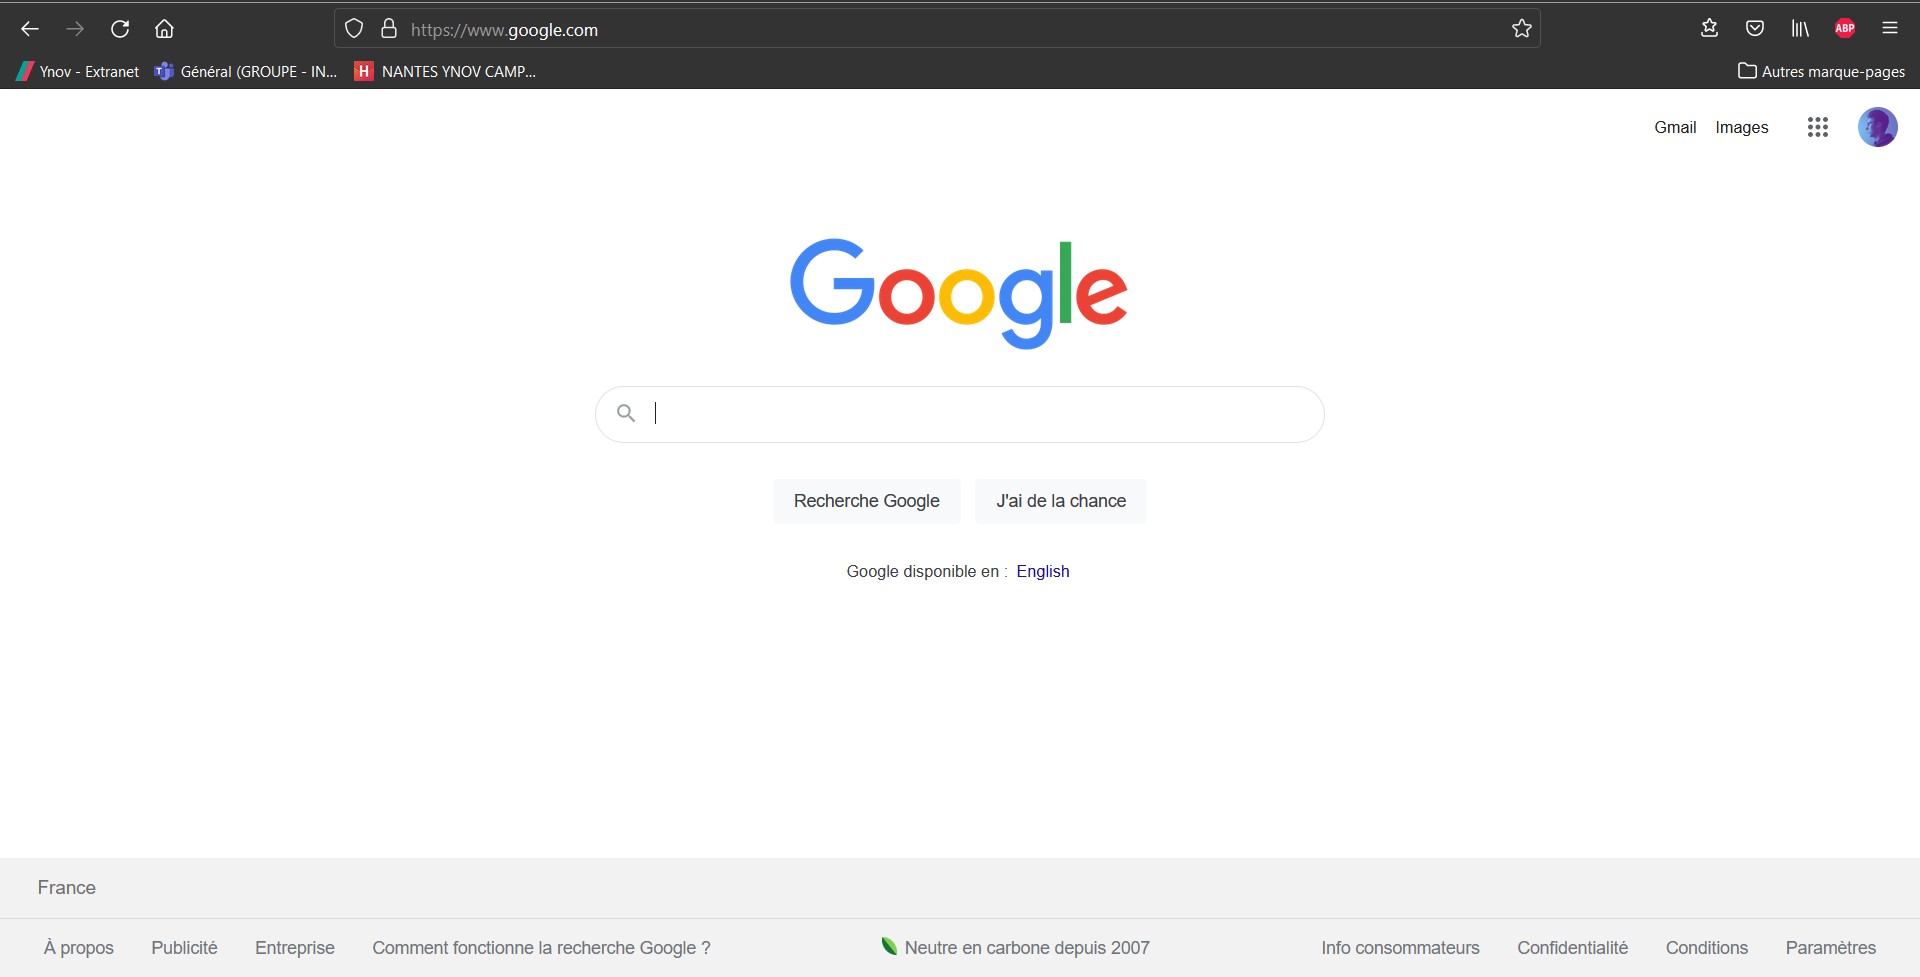 https://www.google.com
ABP
Ynov - Extranet
Général (GROUPE - IN...
H
NANTES YNOV CAMP...
Autres marque-pages
Gmail
Images
Google
Recherche Google
J'ai de la chance
Google disponible en : English
France
À propos
Publicité
Entreprise
Comment fonctionne la recherche Google ?
Neutre en carbone depuis 2007
Info consommateurs
Confidentialité
Conditions
Paramètres